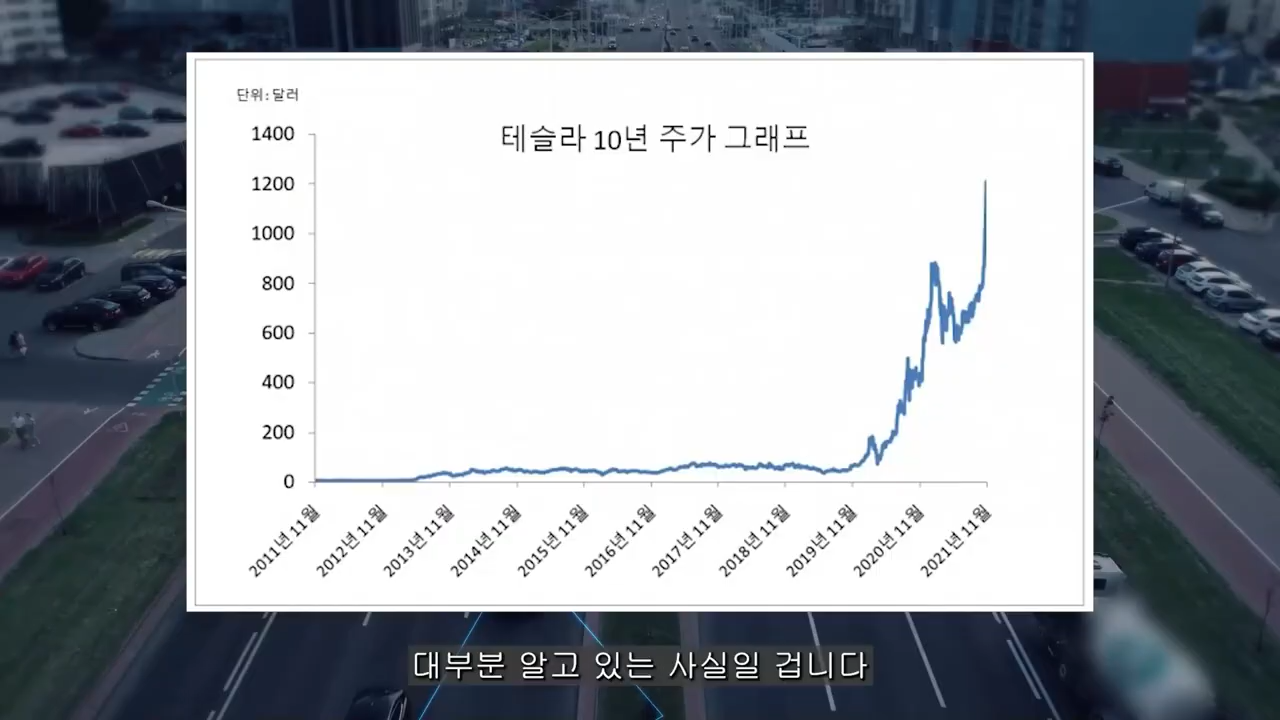 단위:달러
테슬라 10년 주가 그래프
1400
1200
1000
800
600
400
200
0
2011년 11월
2012년 11월
2013년 11월
2014년 11월
2015년 11월
2016년 11월
2017년 11월
2018년 11월
2019년 11월
2020년 11월
2021년 11월
대부분 알고 있는 사실일 겁니다